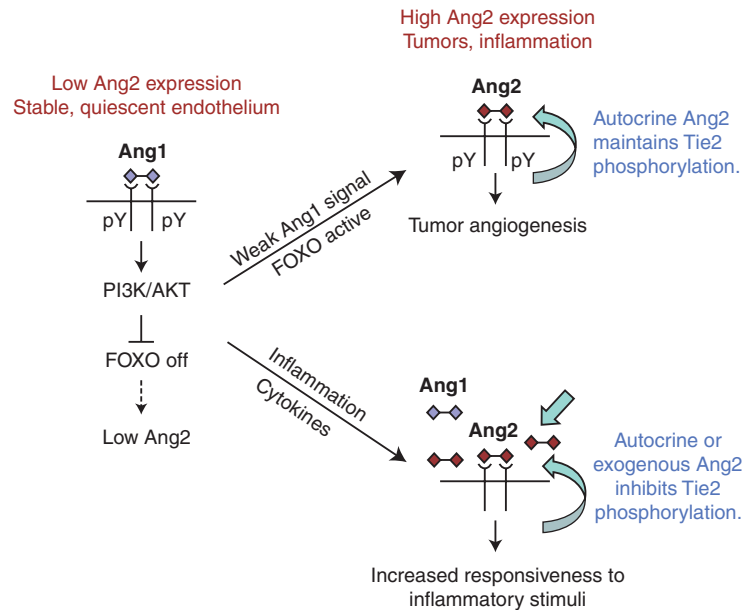 Low Ang2 expression
Stable, quiescent endothelium
Ang1
pY pY
PI3K/AKT
FOXO off
Low Ang2
Weak Ang1 signal
FOXO active
High Ang2 expression
Tumors, inflammation
Ang2
pY pY
Autocrine Ang2
maintains Tie2
phosphorylation.
Tumor angiogenesis
Inflammation
Cytokines
Ang1
Ang2
Autocrine or
exogenous Ang2
inhibits Tie2
phosphorylation.
Increased responsiveness to
inflammatory stimuli